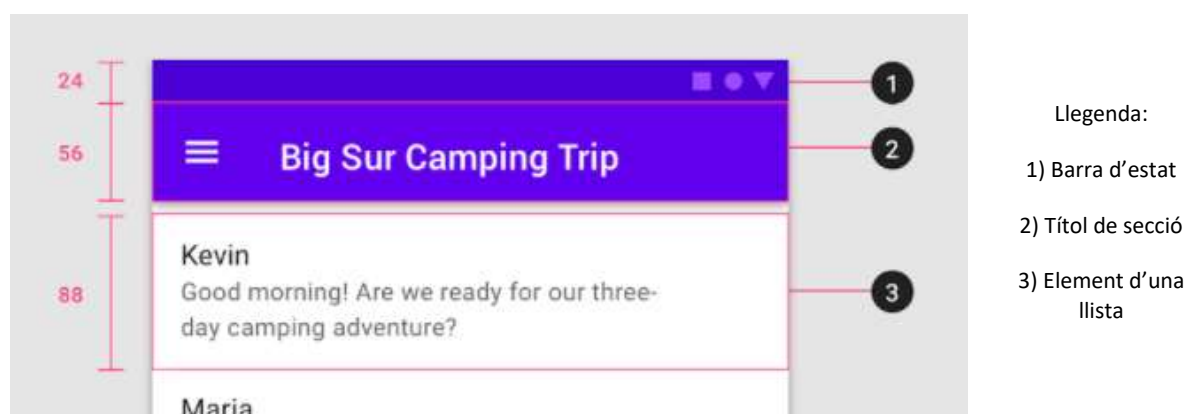 24
1
56
Big Sur Camping Trip
2
Llegenda:
1) Barra d’estat
2) Títol de secció
3) Element d’una
llista
88
Kevin
Good morning! Are we ready for our three-
day camping adventure?
3
Maria